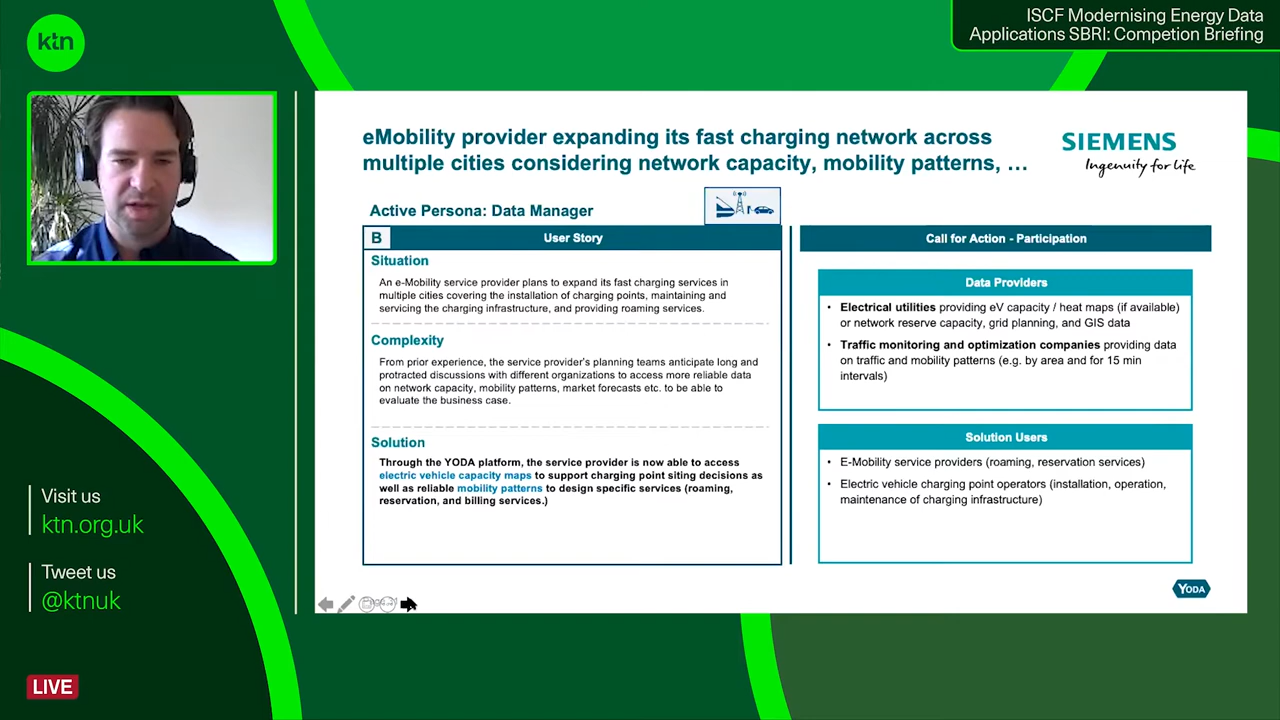 ktn
ISCF Modernising Energy Data
Applications SBRI: Competion Briefing
eMobility provider expanding its fast charging network across
multiple cities considering network capacity, mobility patterns, …
SIEMENS
Ingenuity for life
Active Persona: Data Manager
B
User Story
Situation
An e-Mobility service provider plans to expand its fast charging services in
multiple cities covering the installation of charging points, maintaining and
servicing the charging infrastructure, and providing roaming services.
Complexity
From prior experience, the service provider's planning teams anticipate long and
protracted discussions with different organizations to access more reliable data
on network capacity, mobility patterns, market forecasts etc. to be able to
evaluate the business case.
Solution
Through the YODA platform, the service provider is now able to access
electric vehicle capacity maps to support charging point siting decisions as
well as reliable mobility patterns to design specific services (roaming,
reservation, and billing services.)
Call for Action - Participation
Data Providers
• Electrical utilities providing eV capacity / heat maps (if available)
or network reserve capacity, grid planning, and GIS data
• Traffic monitoring and optimization companies providing data
on traffic and mobility patterns (e.g. by area and for 15 min
intervals)
Solution Users
• E-Mobility service providers (roaming, reservation services)
• Electric vehicle charging point operators (installation, operation,
maintenance of charging infrastructure)
YODA
Visit us
ktn.org.uk
Tweet us
@ktnuk
LIVE